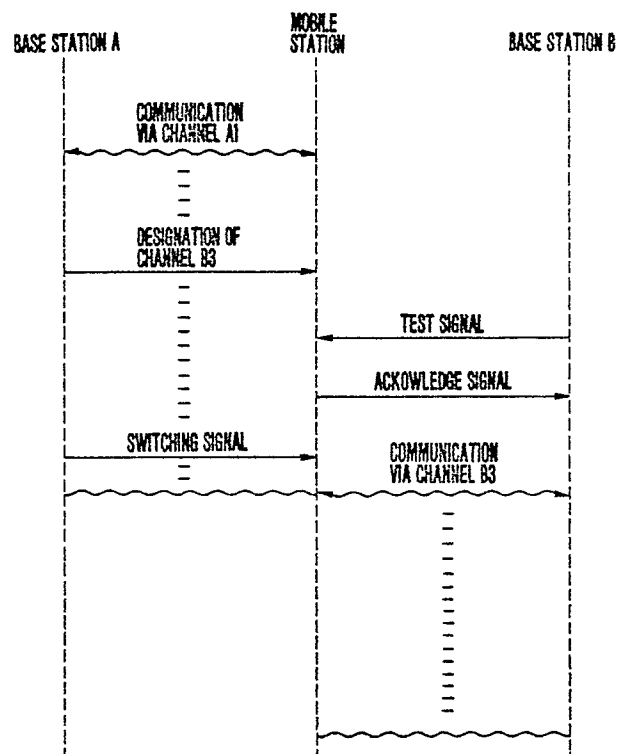 BASE STATION A
MOBILE
STATION
BASE STATION B
COMMUNICATION
VIA CHANNEL A1
DESIGNATION OF
CHANNEL B3
TEST SIGNAL
ACKOWLEDGE SIGNAL
SWITCHING SIGNAL
COMMUNICATION
VIA CHANNEL B3